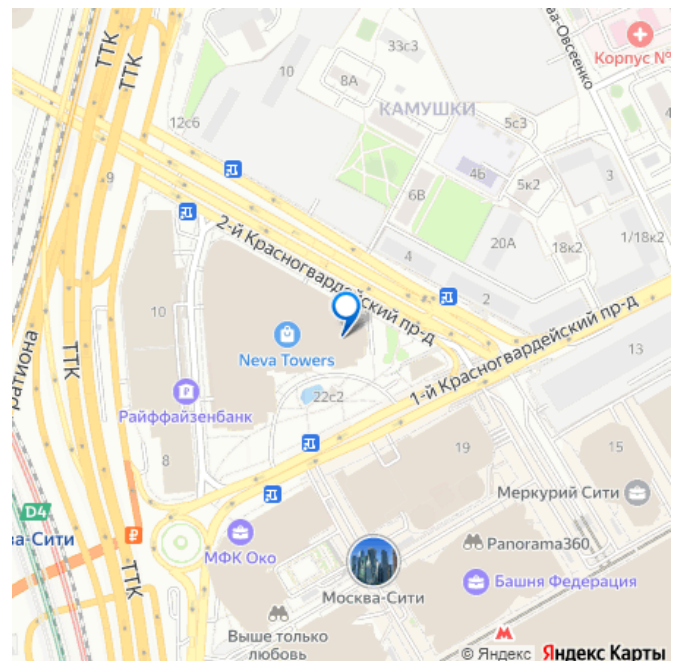 ТТК
ТТК
33с3
10
8А
КАМУШКИ
Корпус №
12с6
5с3
9
4б
6В
5к2
3
20А
18к2
1/18к2
4
2
2-й Красногвардейский пр-д
10
Neva Towers
1-й Красногвардейский пр-д
13
22с2
Райффайзенбанк
ТТК
8
19
15
Меркурий Сити
D4
ва-Сити
МФК Око
Panorama360
ТТК
Москва-Сити
Башня Федерация
Выше только
любовь
© Яндекс Яндекс Карты